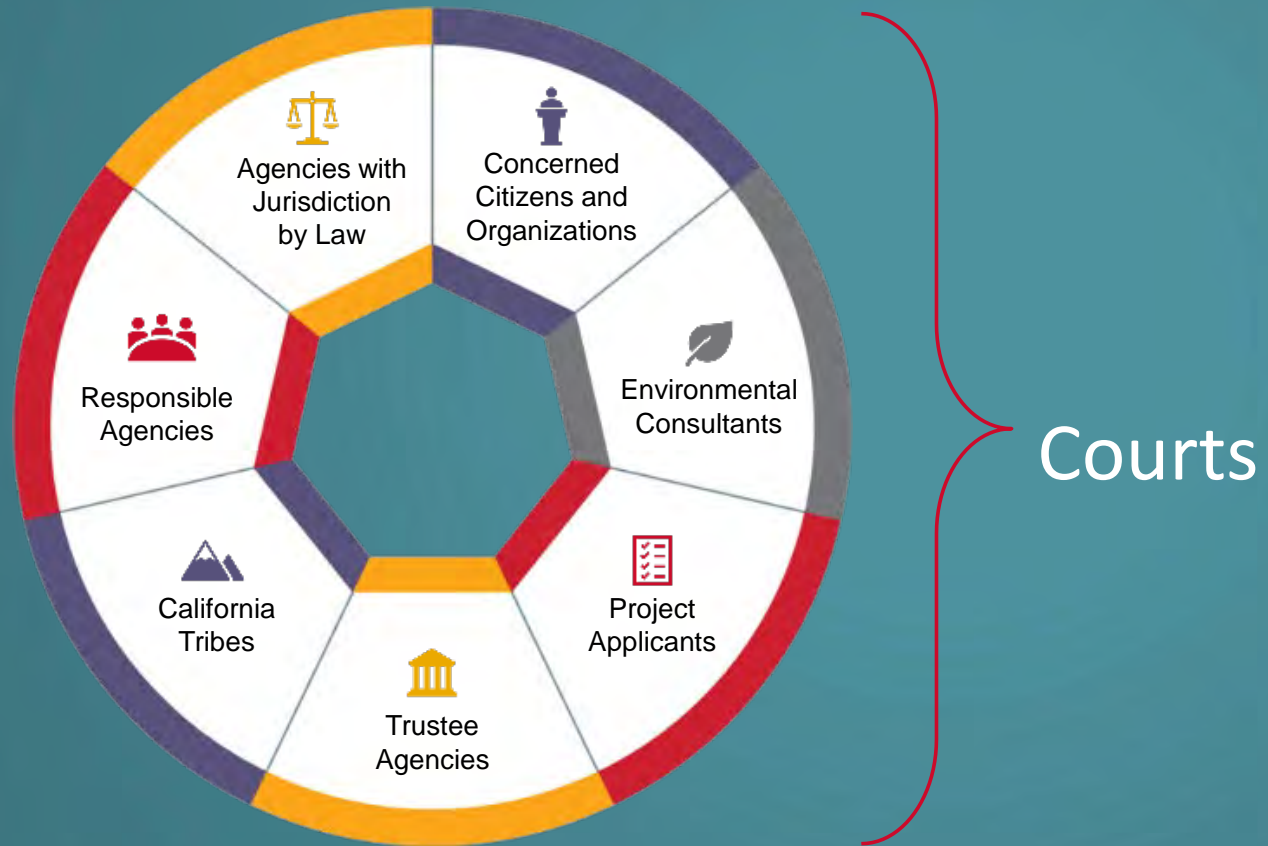 Agencies with
Jurisdiction
by Law
Concerned
Citizens and
Organizations
Environmental
Consultants
Project
Applicants
Trustee
Agencies
California
Tribes
Responsible
Agencies
Courts